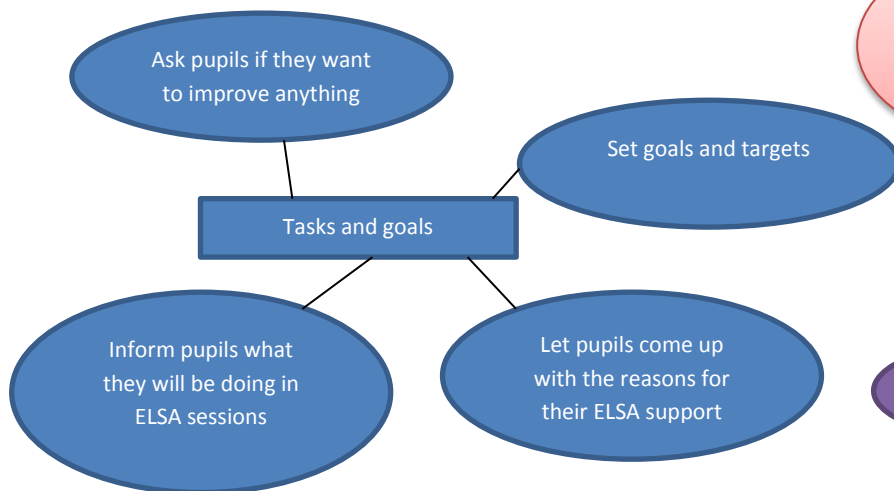 Ask pupils if they want
to improve anything
Set goals and targets
Tasks and goals
Inform pupils what
they will be doing in
ELSA sessions
Let pupils come up
with the reasons for
their ELSA support